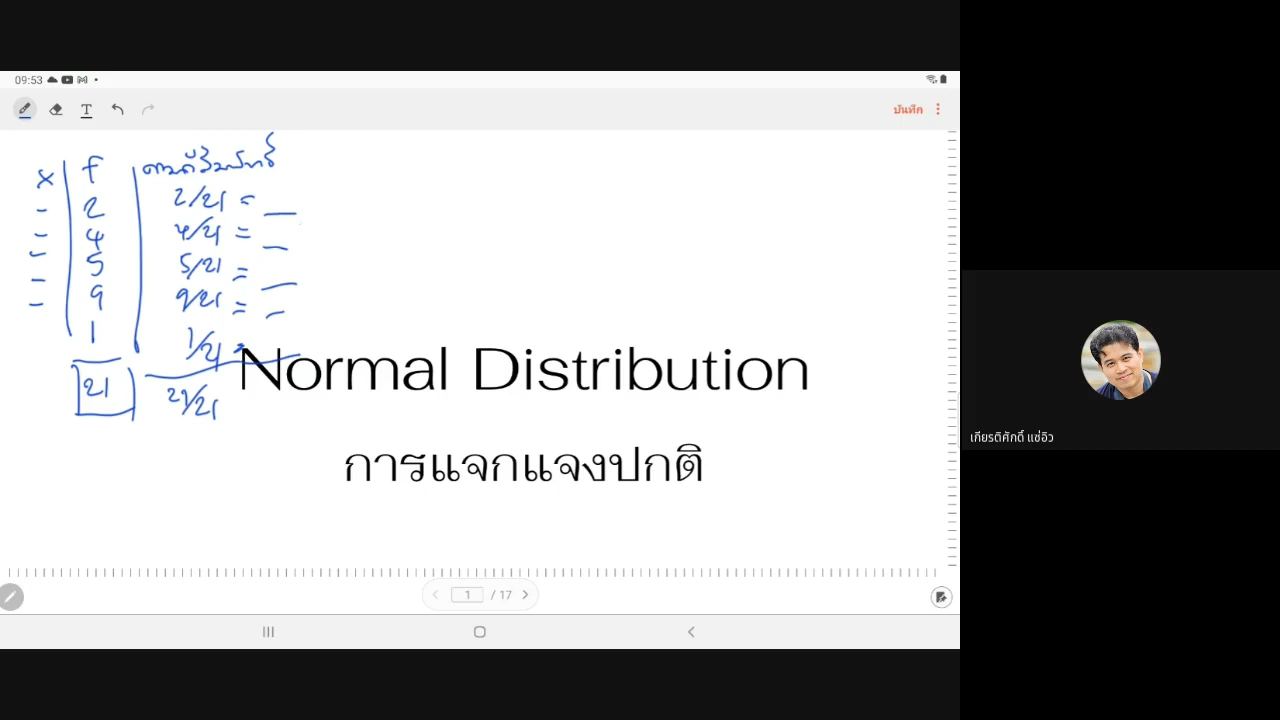 09:53
T
บันทึก
x f ความถี่สัมพัทธ์
- 2 2/21 =
- 4 4/21 =
- 5 5/21 =
- 9 9/21 =
- 1 1/21 =
21 21/21
Normal Distribution
การแจกแจงปกติ
เกียรติศักดิ์ แซ่อิว
1 / 17